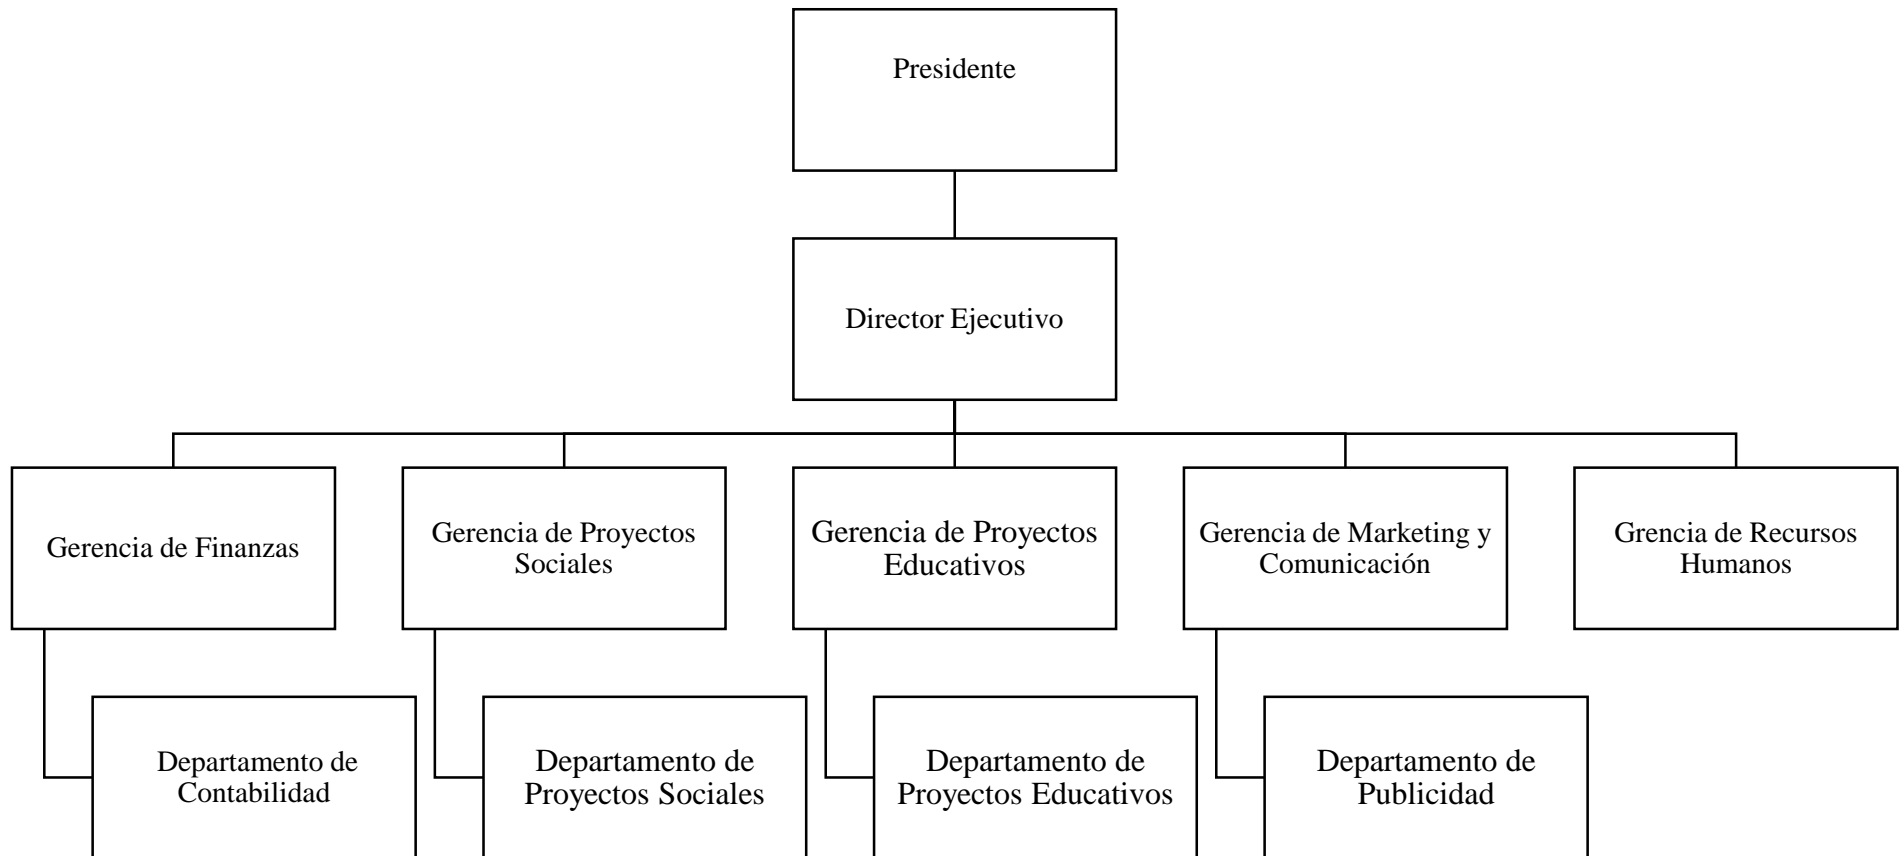 Presidente
Director Ejecutivo
Gerencia de Finanzas
Gerencia de Proyectos
Sociales
Gerencia de Proyectos
Educativos
Gerencia de Marketing y
Comunicación
Grencia de Recursos
Humanos
Departamento de
Contabilidad
Departamento de
Proyectos Sociales
Departamento de
Proyectos Educativos
Departamento de
Publicidad